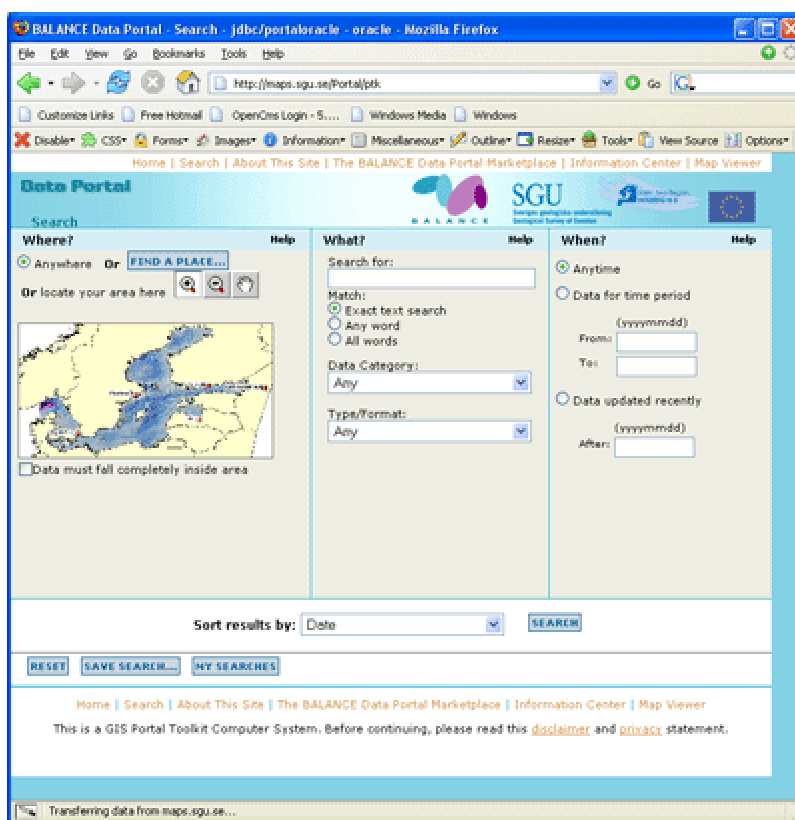 BALANCE Data Portal - Search - jdbc/portaloracle - oracle - Mozilla Firefox
File Edit View Go Bookmarks Tools Help
http://maps.sgu.se/Portal/ptk Go
Customize Links Free Hotmail OpenCms Login - S.... Windows Media Windows
Disable CSS Forms Images Information Miscellaneous Outline Resize Tools View Source Options
Home | Search | About This Site | The BALANCE Data Portal Marketplace | Information Center | Map Viewer
Data Portal
BALANCE
SGU
Sveriges geologiska undersökning
Geological Survey of Sweden
Search
Where? Help What? Help When? Help
Anywhere Or FIND A PLACE...
Or locate your area here
Data must fall completely inside area
Search for:
Match:
Exact text search
Any word
All words
Data Category:
Any
Type/Format:
Any
Anytime
Data for time period
(yyyymmdd)
From:
To:
Data updated recently
(yyyymmdd)
After:
Sort results by: Date SEARCH
RESET SAVE SEARCH... MY SEARCHES
Home | Search | About This Site | The BALANCE Data Portal Marketplace | Information Center | Map Viewer
This is a GIS Portal Toolkit Computer System. Before continuing, please read this disclaimer and privacy statement.
Transferring data from maps.sgu.se...